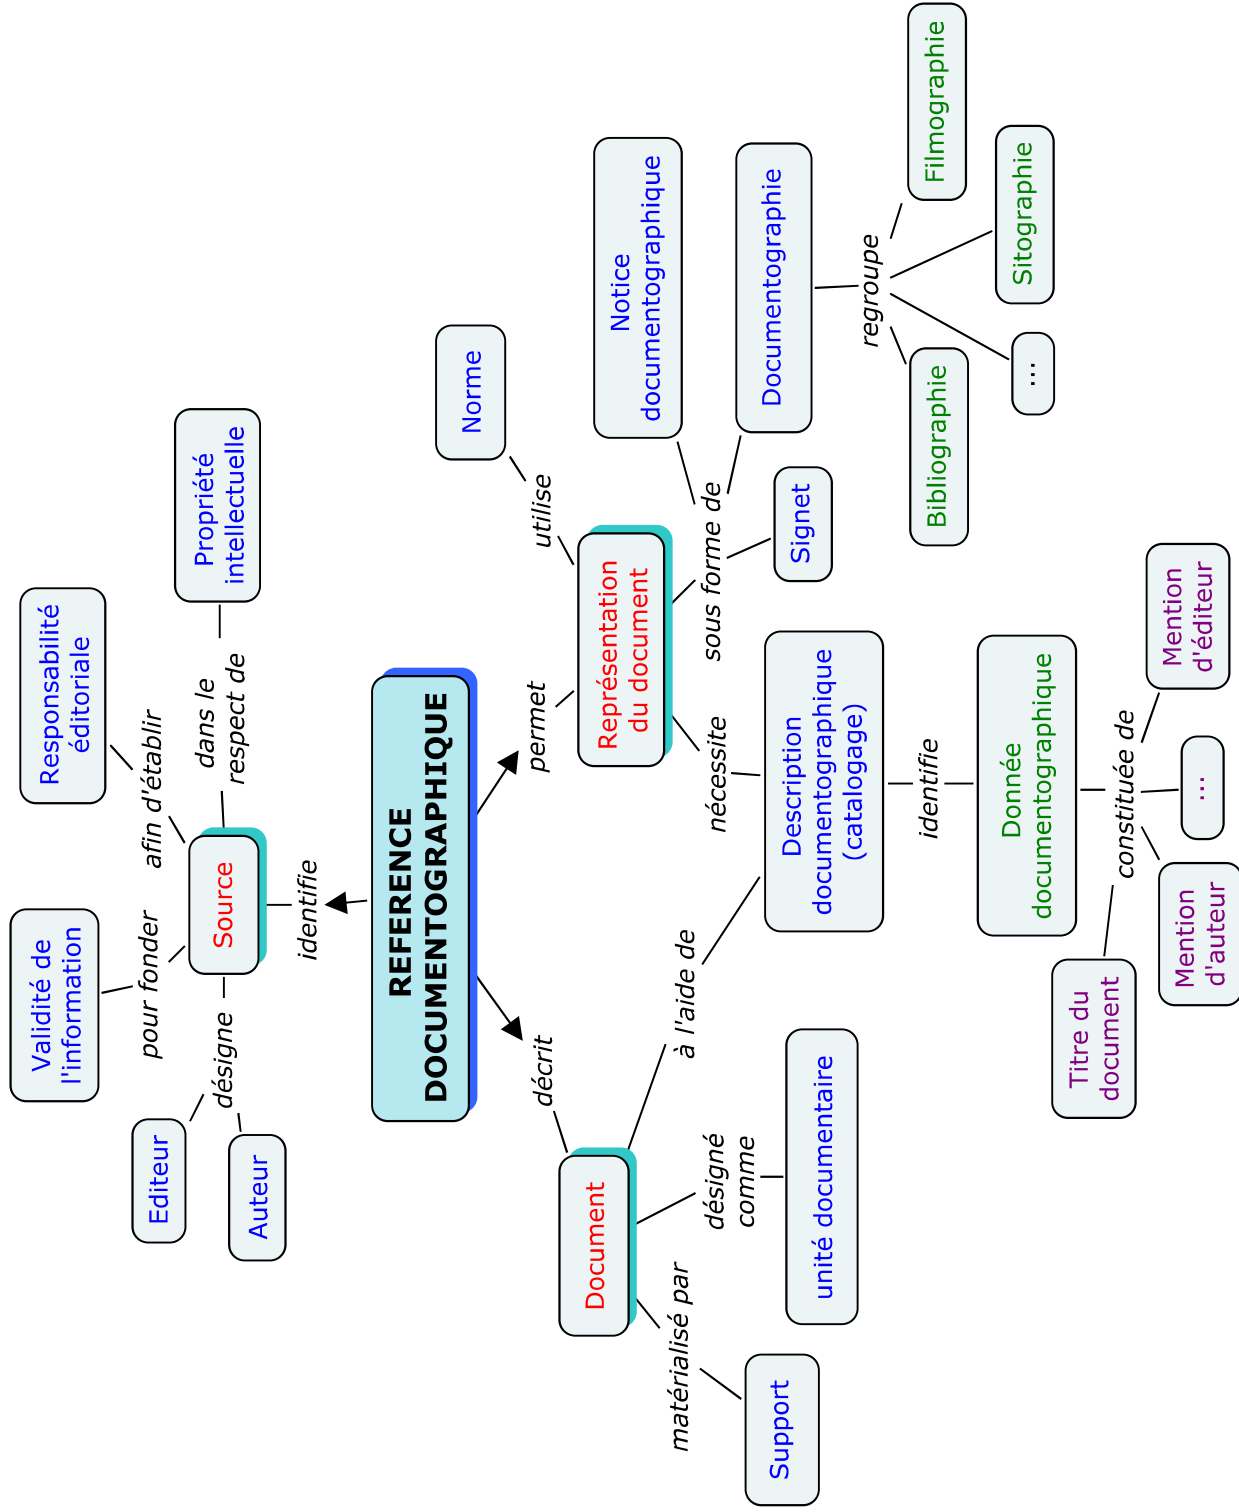 Validité de
l'information
Responsabilité
éditoriale
pour fonder
afin d'établir
Editeur
Propriété
intellectuelle
désigne
Source
dans le
respect de
Auteur
identifie
REFERENCE
DOCUMENTOGRAPHIQUE
Norme
décrit
permet
utilise
Document
Représentation
du document
Notice
documentographique
matérialisé par
désigné
comme
à l'aide de
nécessite
sous forme de
Documentographie
Support
unité documentaire
Description
documentographique
(catalogage)
Signet
regroupe
identifie
Bibliographie
Filmographie
...
Sitographie
Donnée
documentographique
constituée de
Titre du
document
Mention
d'auteur
...
Mention
d'éditeur